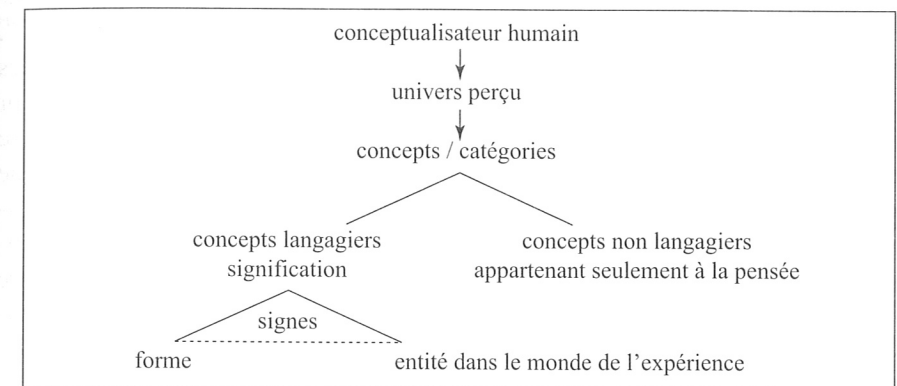 conceptualisateur humain
univers perçu
concepts / catégories
concepts langagiers
signification
concepts non langagiers
appartenant seulement à la pensée
signes
forme
entité dans le monde de l'expérience